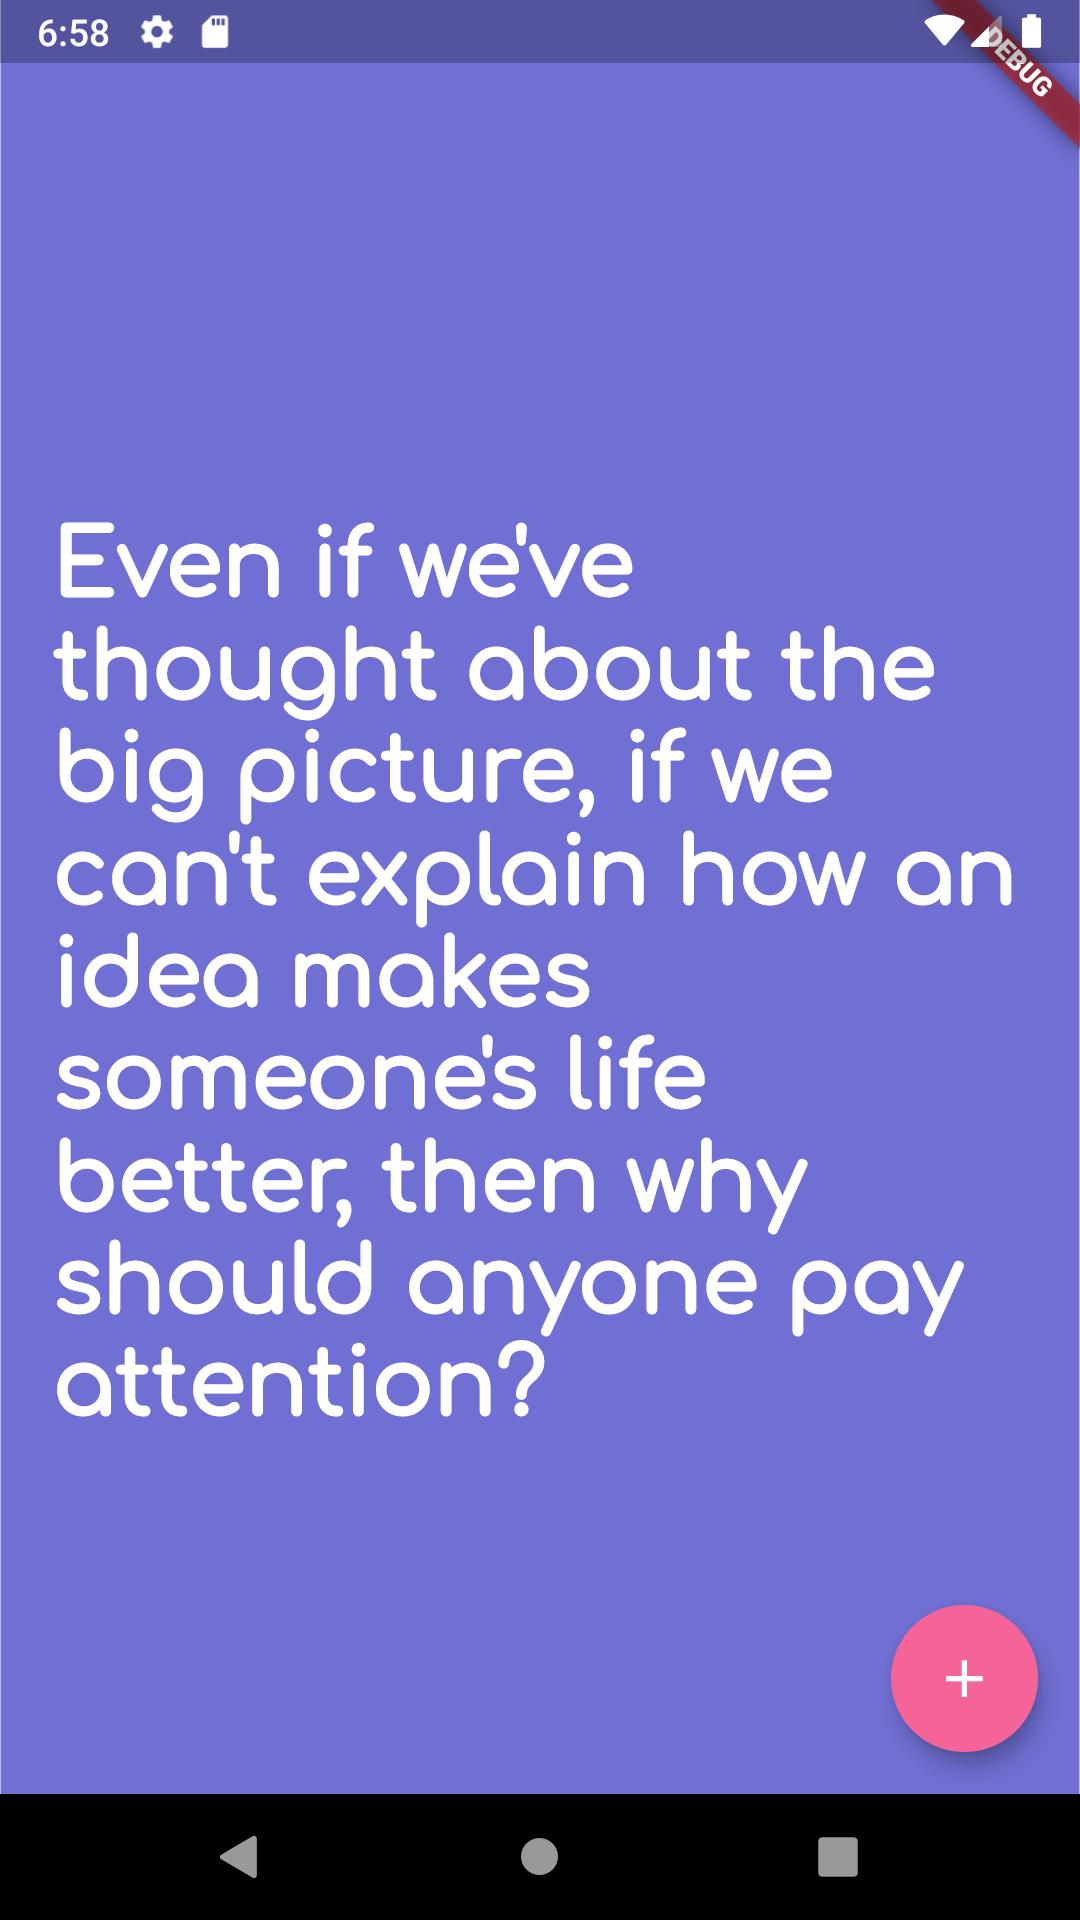 6:58
DEBUG
Even if we've
thought about the
big picture, if we
can't explain how an
idea makes
someone's life
better, then why
should anyone pay
attention?